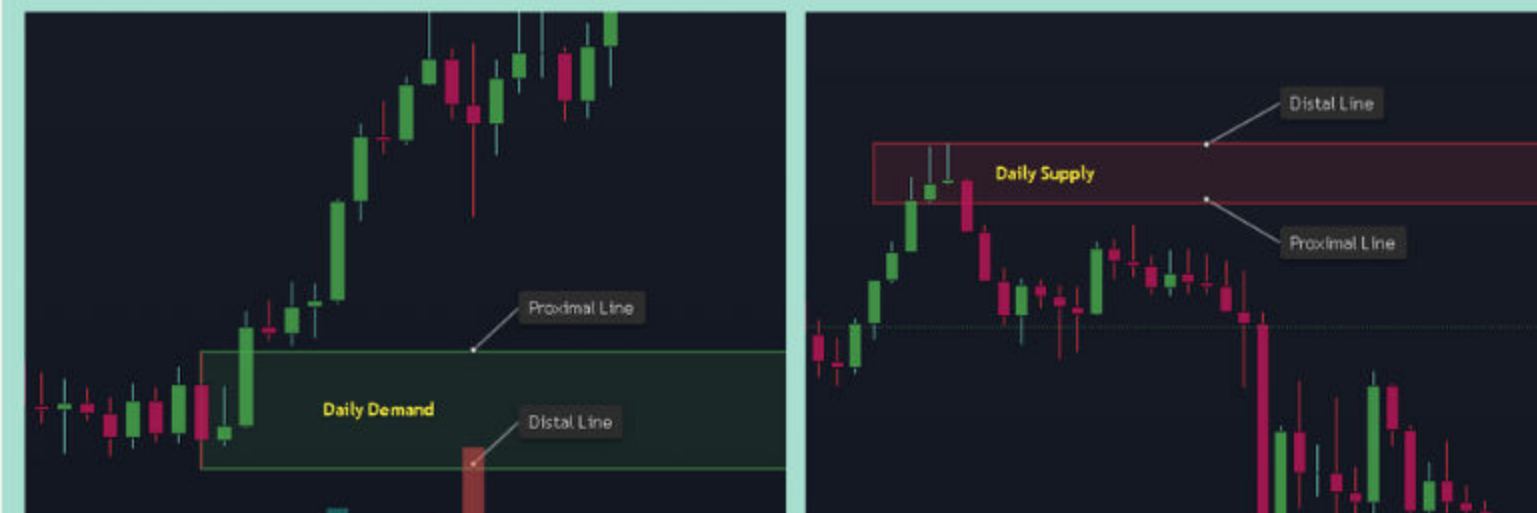 Proximal Line
Daily Demand
Distal Line
Distal Line
Daily Supply
Proximal Line